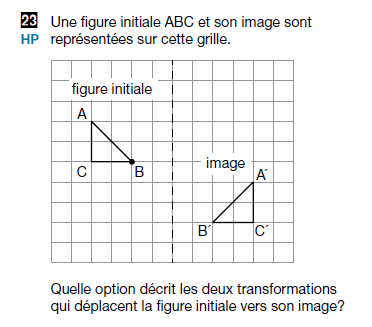 23 Une figure initiale ABC et son image sont
HP représentées sur cette grille.
figure initiale
A
C B
image
A´
B´ C´
Quelle option décrit les deux transformations
qui déplacent la figure initiale vers son image?